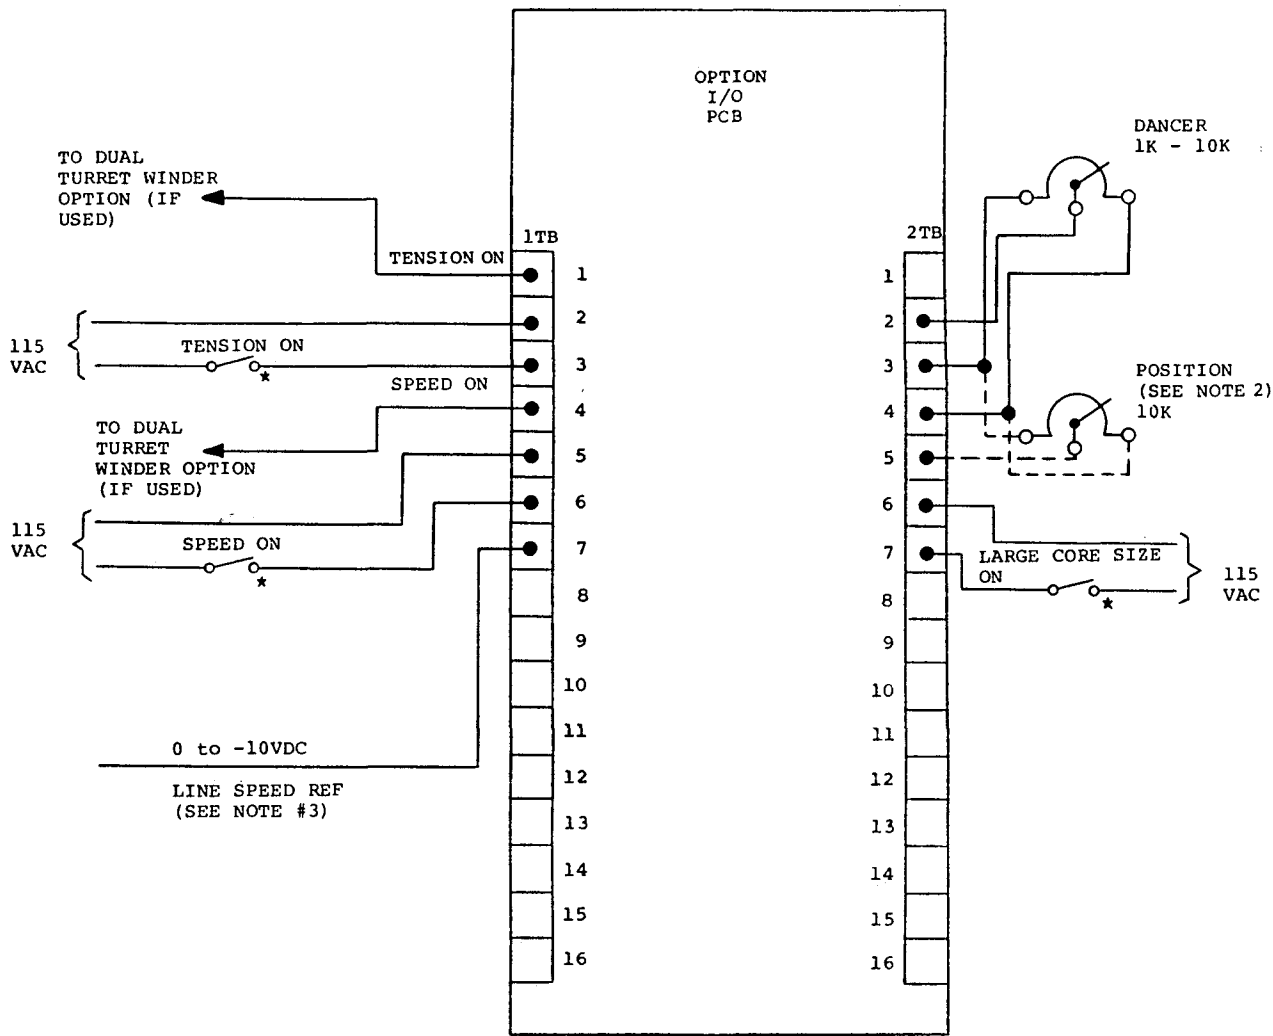 OPTION
I/O
PCB
DANCER
1K - 10K
TO DUAL
TURRET WINDER
OPTION (IF
USED)
1TB
2TB
TENSION ON
1
2
3
4
5
6
7
8
9
10
11
12
13
14
15
16
115
VAC
TENSION ON
*
SPEED ON
TO DUAL
TURRET
WINDER OPTION
(IF USED)
115
VAC
SPEED ON
*
0 to -10VDC
LINE SPEED REF
(SEE NOTE #3)
1
2
3
4
5
6
7
8
9
10
11
12
13
14
15
16
POSITION
(SEE NOTE 2)
10K
LARGE CORE SIZE
ON
*
115
VAC